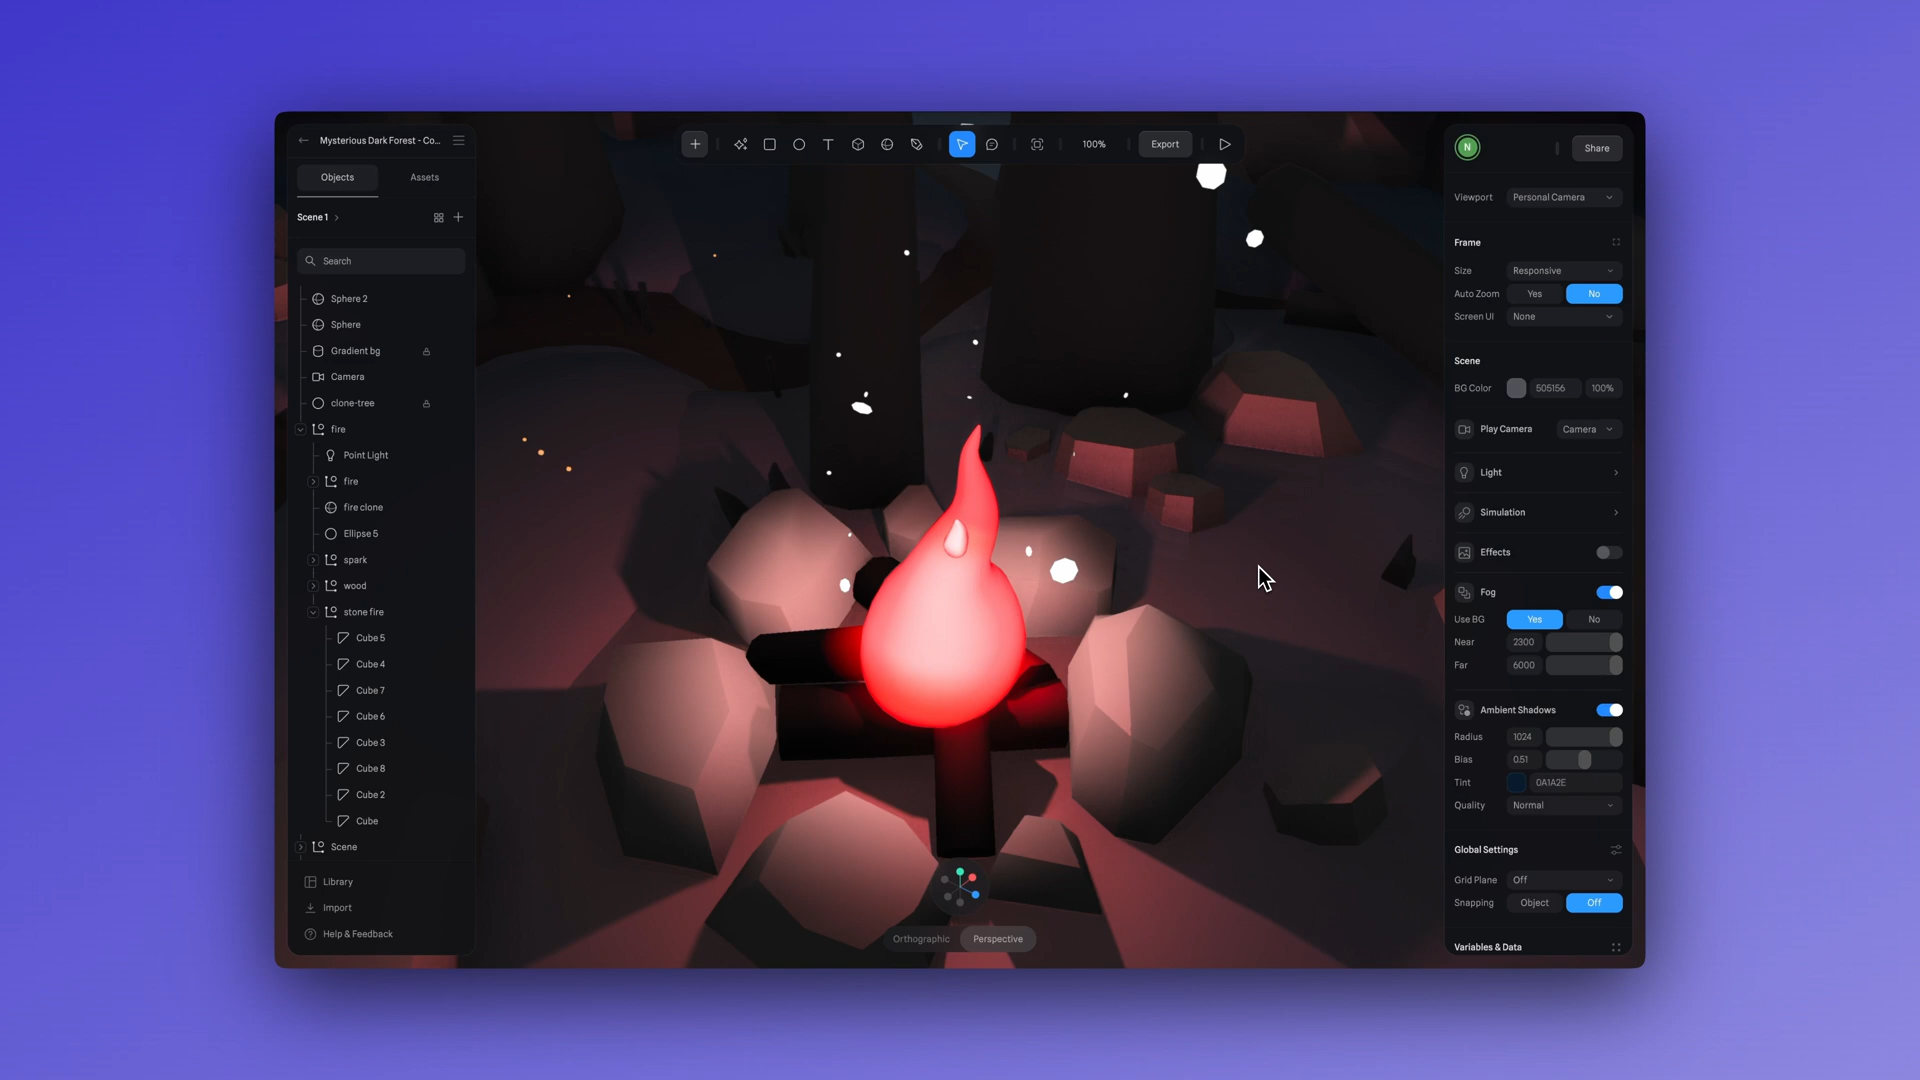 Mysterious Dark Forest - Co...
Objects
Assets
Scene 1
Search
Sphere 2
Sphere
Gradient bg
Camera
clone-tree
fire
Point Light
fire
fire clone
Ellipse 5
spark
wood
stone fire
Cube 5
Cube 4
Cube 7
Cube 6
Cube 3
Cube 8
Cube 2
Cube
Scene
Library
Import
Help & Feedback
100%
Export
Orthographic
Perspective
N
Share
Viewport Personal Camera
Frame
Size Responsive
Auto Zoom Yes No
Screen UI None
Scene
BG Color 505156 100%
Play Camera Camera
Light
Simulation
Effects
Fog
Use BG Yes No
Near 2300
Far 6000
Ambient Shadows
Radius 1024
Bias 0.51
Tint 0A1A2E
Quality Normal
Global Settings
Grid Plane Off
Snapping Object Off
Variables & Data